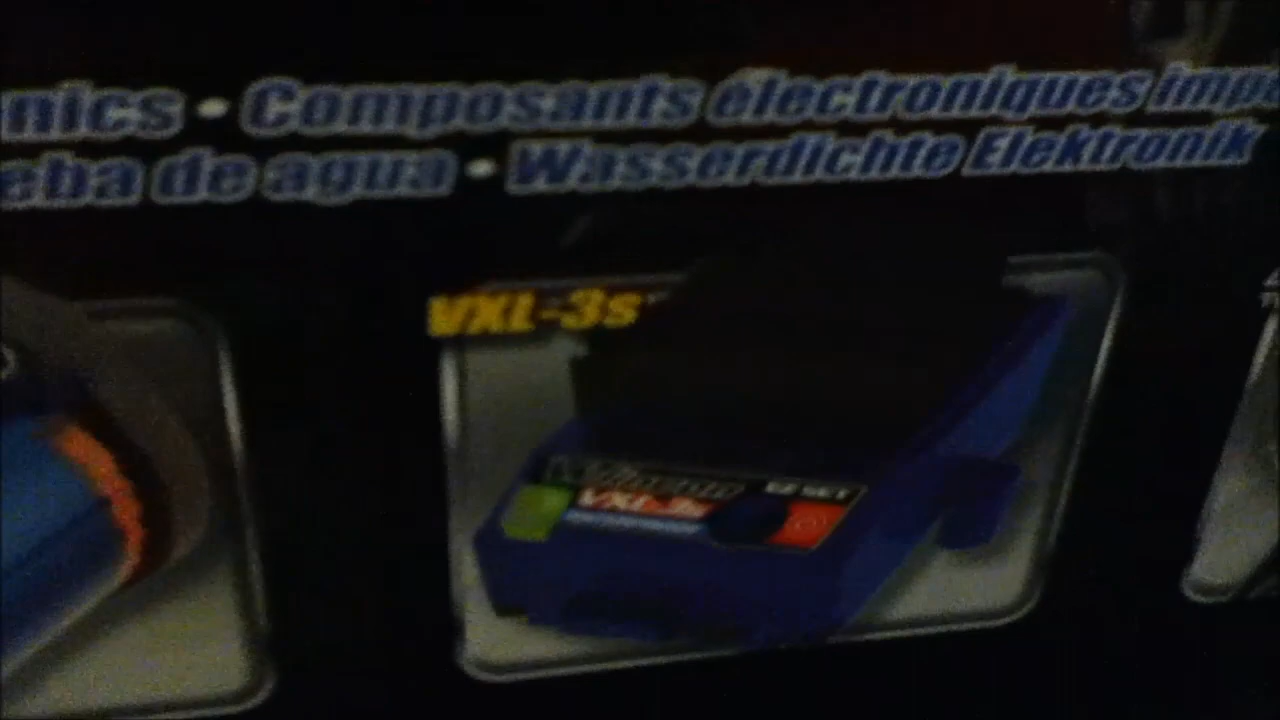 nics • Composants électroniques imp
eba de agua • Wasserdichte Elektronik
VXL-3s
VXL-3s